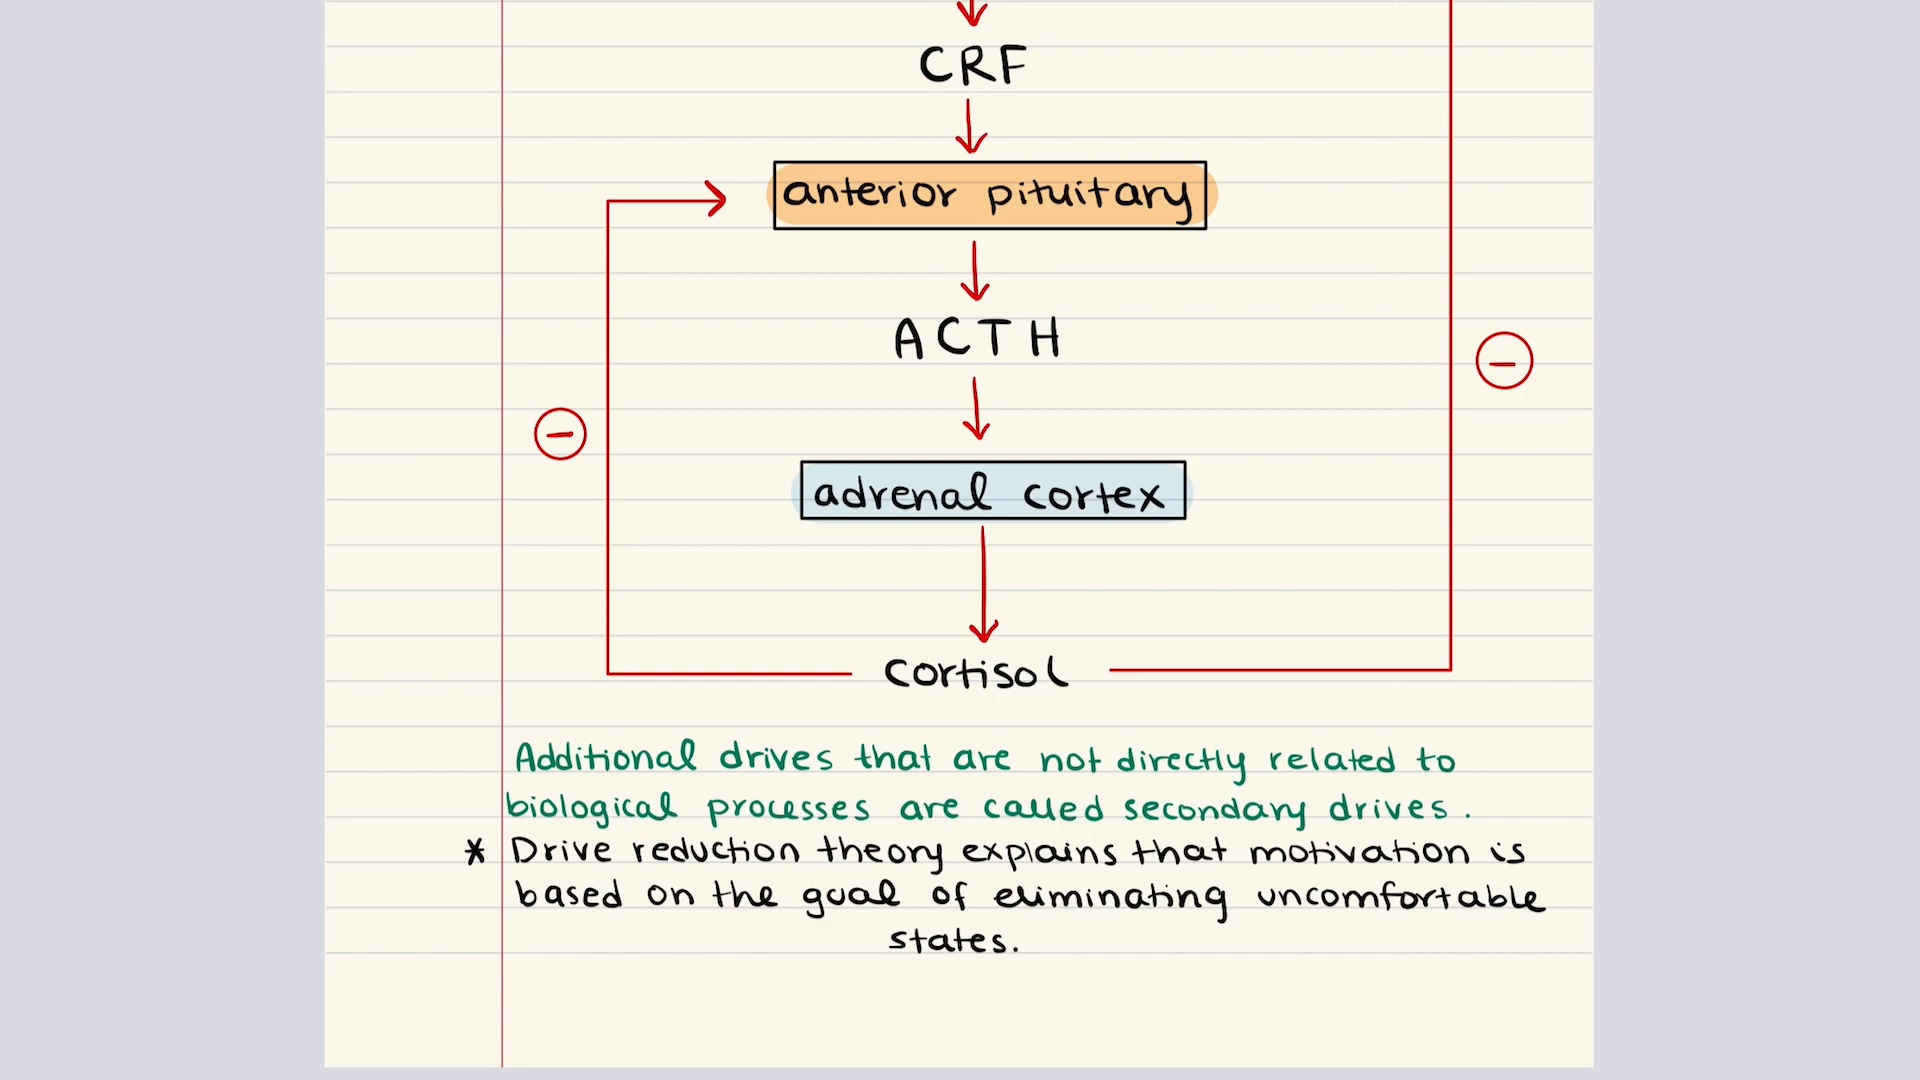 CRF
anterior pituitary
ACTH
adrenal cortex
cortisol
Additional drives that are not directly related to
biological processes are called secondary drives.
* Drive reduction theory explains that motivation is
based on the goal of eliminating uncomfortable
states.